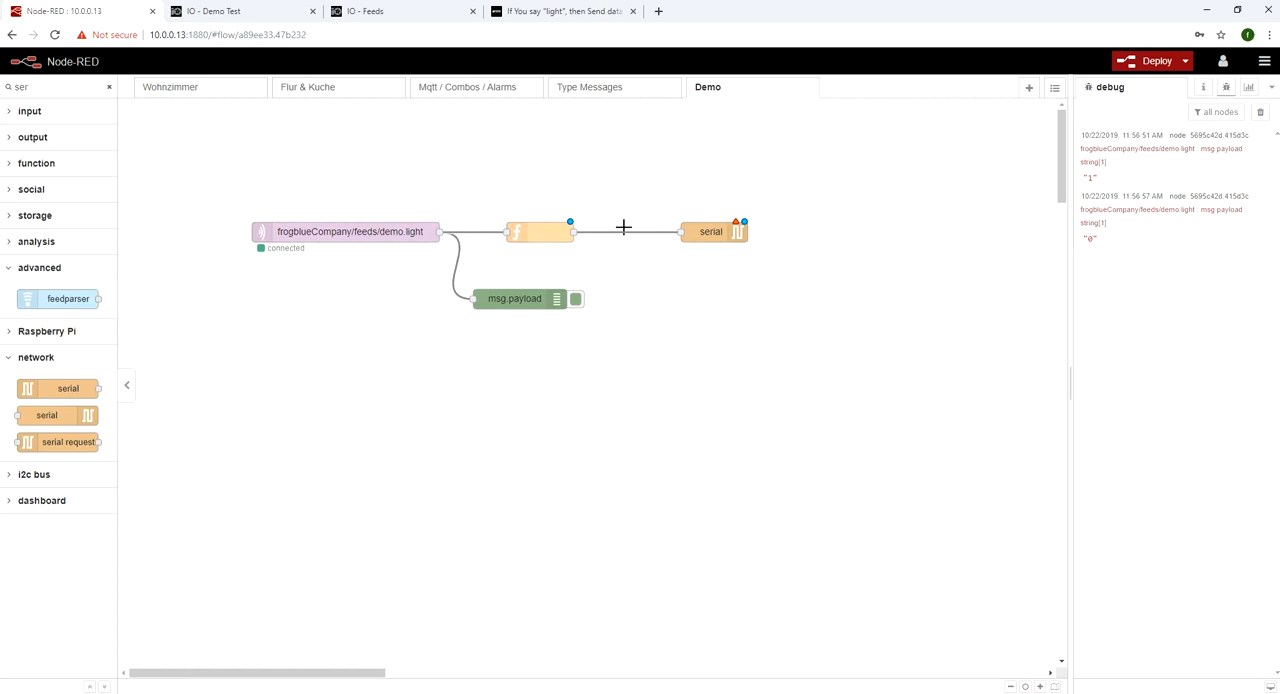 Node-RED : 10.0.0.13
IO - Demo Test
IO - Feeds
If You say "light", then Send data
Not secure
10.0.0.13:1880/#flow/a89ee33.47b232
Node-RED
Deploy
ser
Wohnzimmer
Flur & Kuche
Mqtt / Combos / Alarms
Type Messages
Demo
debug
input
output
function
social
storage
analysis
advanced
feedparser
Raspberry Pi
network
serial
serial
serial request
i2c bus
dashboard
frogblueCompany/feeds/demo.light
connected
serial
msg.payload
all nodes
10/22/2019, 11:56:51 AM node: 5695c42d.415d3c
frogblueCompany/feeds/demo.light : msg.payload :
string[1]
"1"
10/22/2019, 11:56:57 AM node: 5695c42d.415d3c
frogblueCompany/feeds/demo.light : msg.payload :
string[1]
"0"